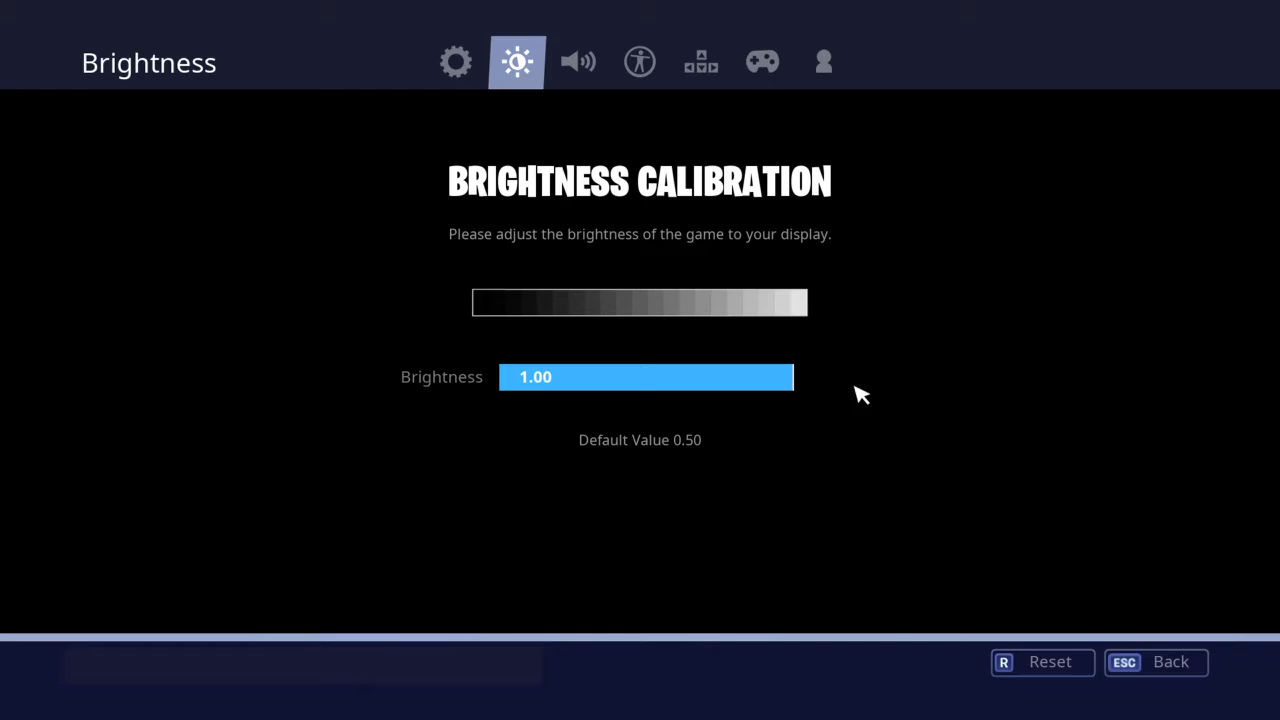 Brightness
BRIGHTNESS CALIBRATION
Please adjust the brightness of the game to your display.
Brightness 1.00
Default Value 0.50
R Reset ESC Back